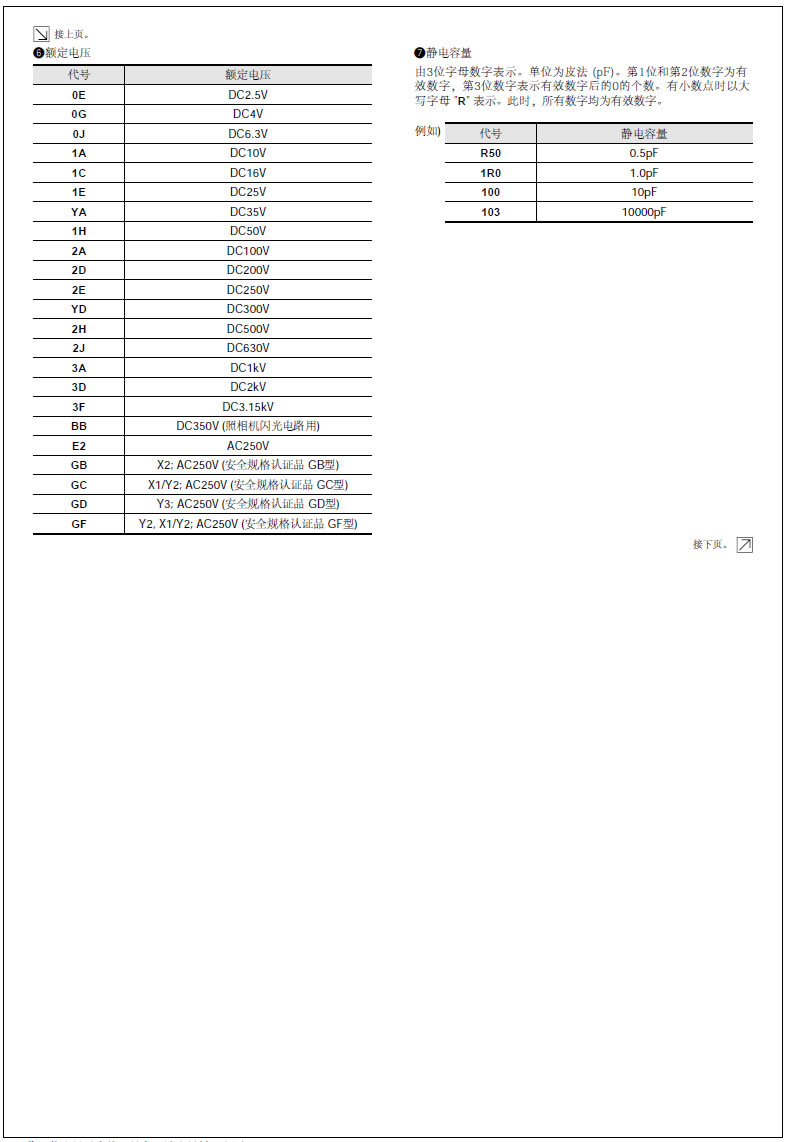 接上页。
❻额定电压
代号 额定电压
0E DC2.5V
0G DC4V
0J DC6.3V
1A DC10V
1C DC16V
1E DC25V
YA DC35V
1H DC50V
2A DC100V
2D DC200V
2E DC250V
YD DC300V
2H DC500V
2J DC630V
3A DC1kV
3D DC2kV
3F DC3.15kV
BB DC350V (照相机闪光电路用)
E2 AC250V
GB X2; AC250V (安全规格认证品 GB型)
GC X1/Y2; AC250V (安全规格认证品 GC型)
GD Y3; AC250V (安全规格认证品 GD型)
GF Y2, X1/Y2; AC250V (安全规格认证品 GF型)
❼静电容量
由3位字母数字表示。单位为皮法 (pF)。第1位和第2位数字为有
效数字，第3位数字表示有效数字后的0的个数。有小数点时以大
写字母 "R" 表示。此时，所有数字均为有效数字。
例如)
代号 静电容量
R50 0.5pF
1R0 1.0pF
100 10pF
103 10000pF
接下页。